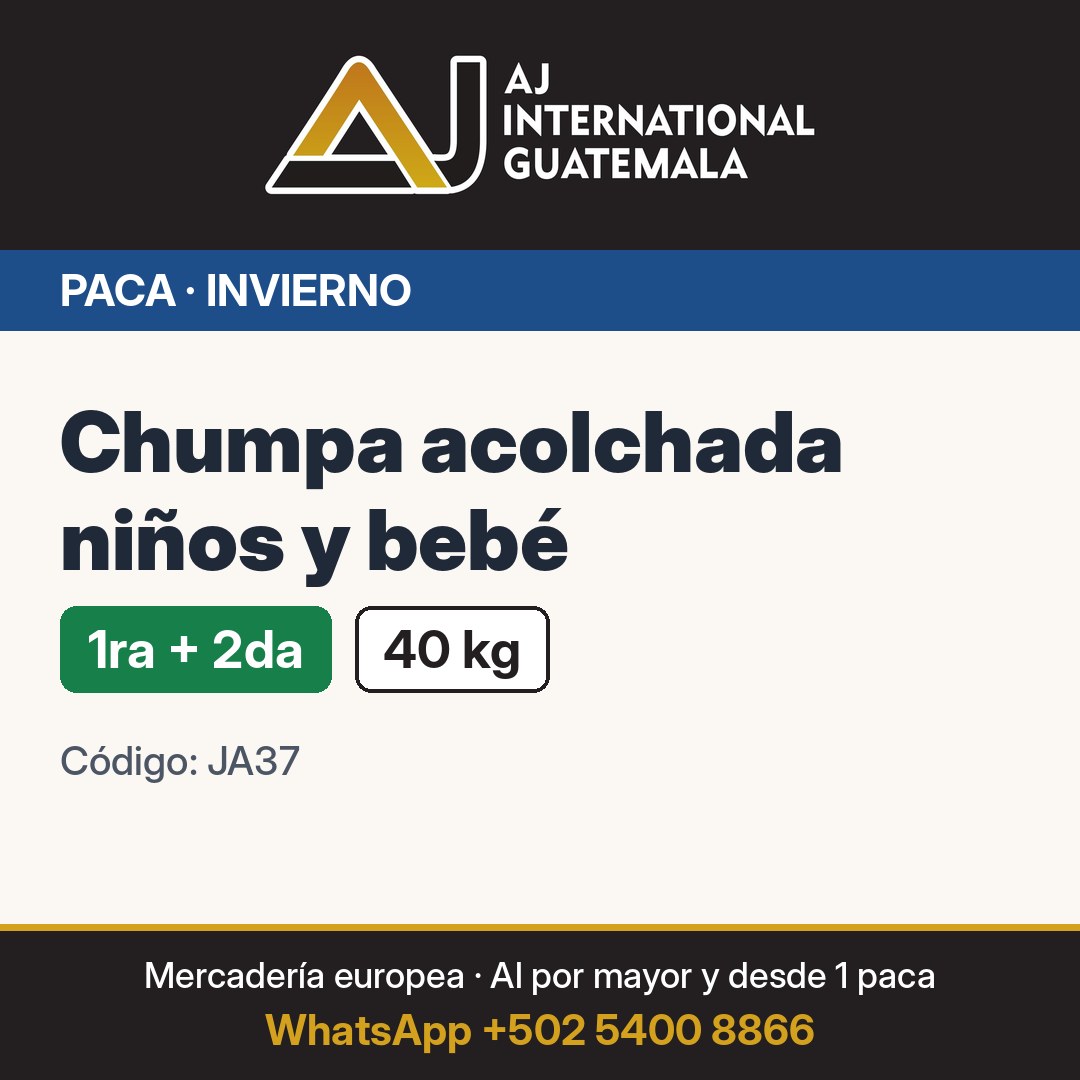 AJ
INTERNATIONAL
GUATEMALA
PACA · INVIERNO
Chumpa acolchada
niños y bebé
1ra + 2da
40 kg
Código: JA37
Mercadería europea · Al por mayor y desde 1 paca
WhatsApp +502 5400 8866